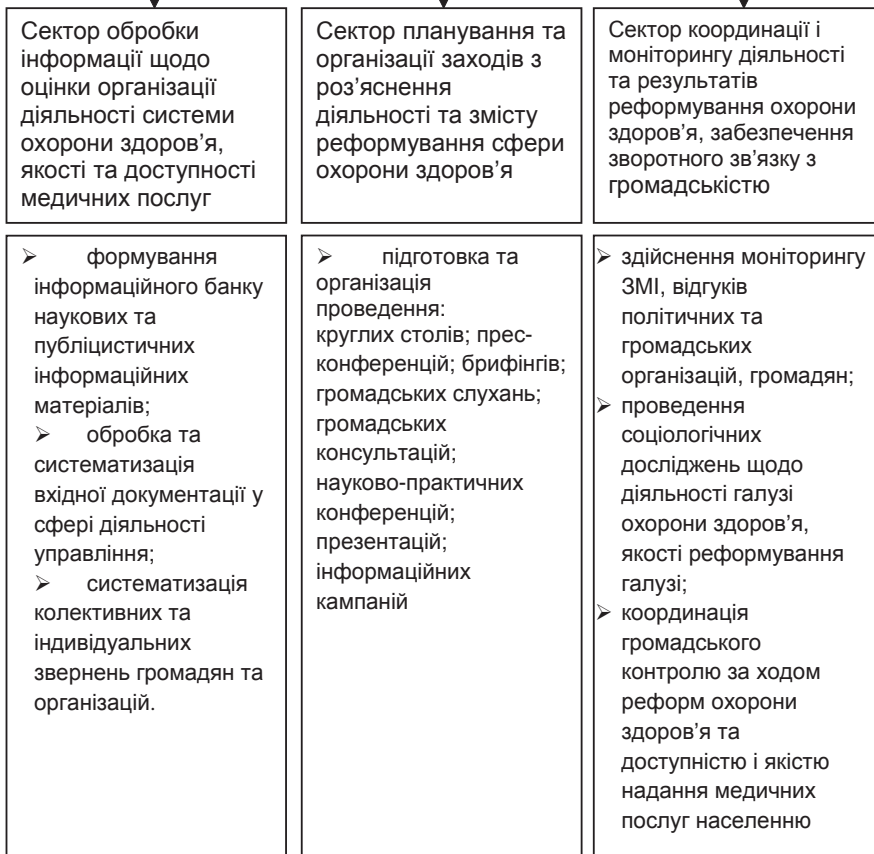 Сектор обробки
інформації щодо
оцінки організації
діяльності системи
охорони здоров’я,
якості та доступності
медичних послуг
Сектор планування та
організації заходів з
роз’яснення
діяльності та змісту
реформування сфери
охорони здоров’я
Сектор координації і
моніторингу діяльності
та результатів
реформування охорони
здоров’я, забезпечення
зворотного зв’язку з
громадськістю
➢ формування
інформаційного банку
наукових та
публіцистичних
інформаційних
матеріалів;
➢ обробка та
систематизація
вхідної документації у
сфері діяльності
управління;
➢ систематизація
колективних та
індивідуальних
звернень громадян та
організацій.
➢ підготовка та
організація
проведення:
круглих столів; прес-
конференцій; брифінгів;
громадських слухань;
громадських
консультацій;
науково-практичних
конференцій;
презентацій;
інформаційних
кампаній
➢ здійснення моніторингу
ЗМІ, відгуків
політичних та
громадських
організацій, громадян;
➢ проведення
соціологічних
досліджень щодо
діяльності галузі
охорони здоров’я,
якості реформування
галузі;
➢ координація
громадського
контролю за ходом
реформ охорони
здоров’я та
доступністю і якістю
надання медичних
послуг населенню